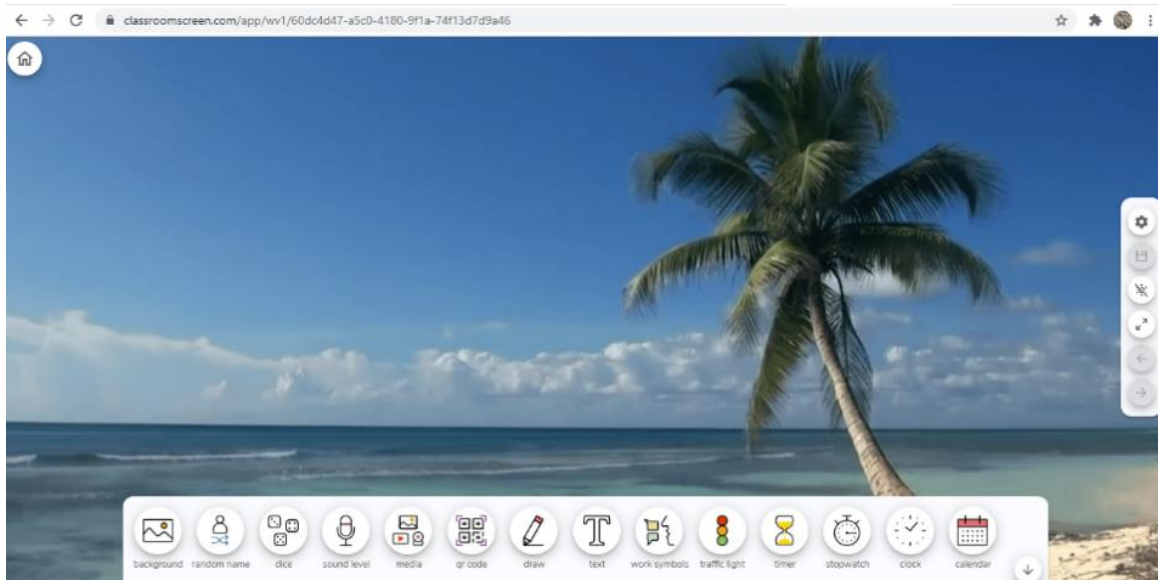 classroomscreen.com/app/wv1/60dc4d47-a5c0-4180-9f1a-74f13d7d9a46
background random name dice sound level media qr code draw text work symbols traffic light timer stopwatch clock calendar